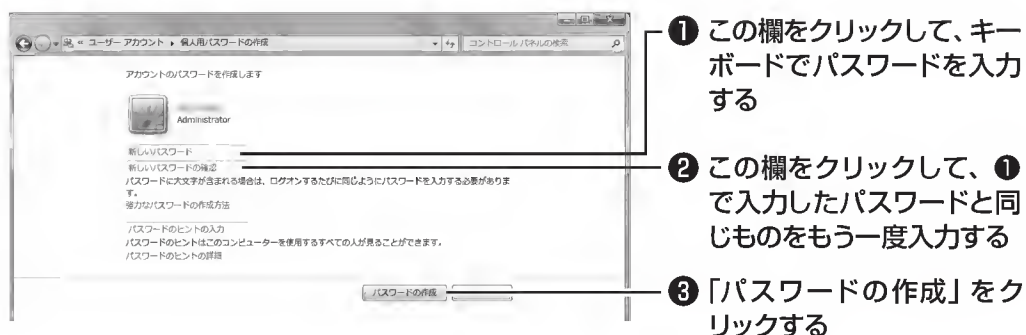 « ユーザー アカウント ▸ 個人用パスワードの作成
コントロール パネルの検索
アカウントのパスワードを作成します
Administrator
新しいパスワード
新しいパスワードの確認
パスワードに大文字が含まれる場合は、ログオンするたびに同じようにパスワードを入力する必要がありま
す。
強力なパスワードの作成方法
パスワードのヒントの入力
パスワードのヒントはこのコンピューターを使用するすべての人が見ることができます。
パスワードのヒントの詳細
パスワードの作成
❶ この欄をクリックして、キー
ボードでパスワードを入力
する
❷ この欄をクリックして、❶
で入力したパスワードと同
じものをもう一度入力する
❸「パスワードの作成」をク
リックする